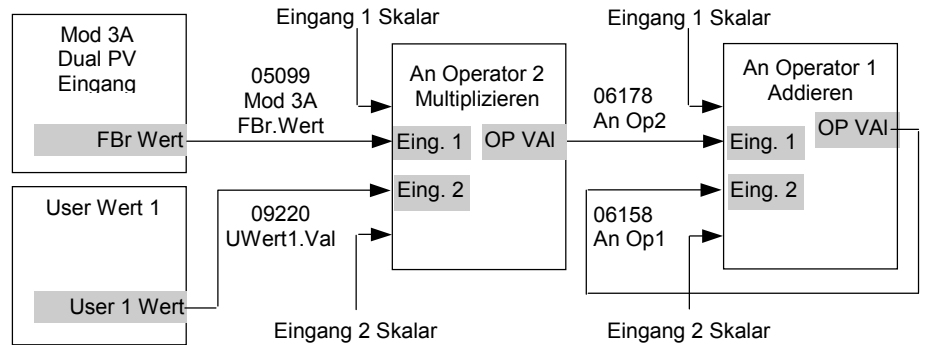 Eingang 1 Skalar
Eingang 1 Skalar
Mod 3A
Dual PV
Eingang
FBr Wert
05099
Mod 3A
FBr.Wert
An Operator 2
Multiplizieren
Eing. 1
OP VAl
Eing. 2
06178
An Op2
An Operator 1
Addieren
Eing. 1
OP VAl
Eing. 2
User Wert 1
User 1 Wert
09220
UWert1.Val
06158
An Op1
Eingang 2 Skalar
Eingang 2 Skalar